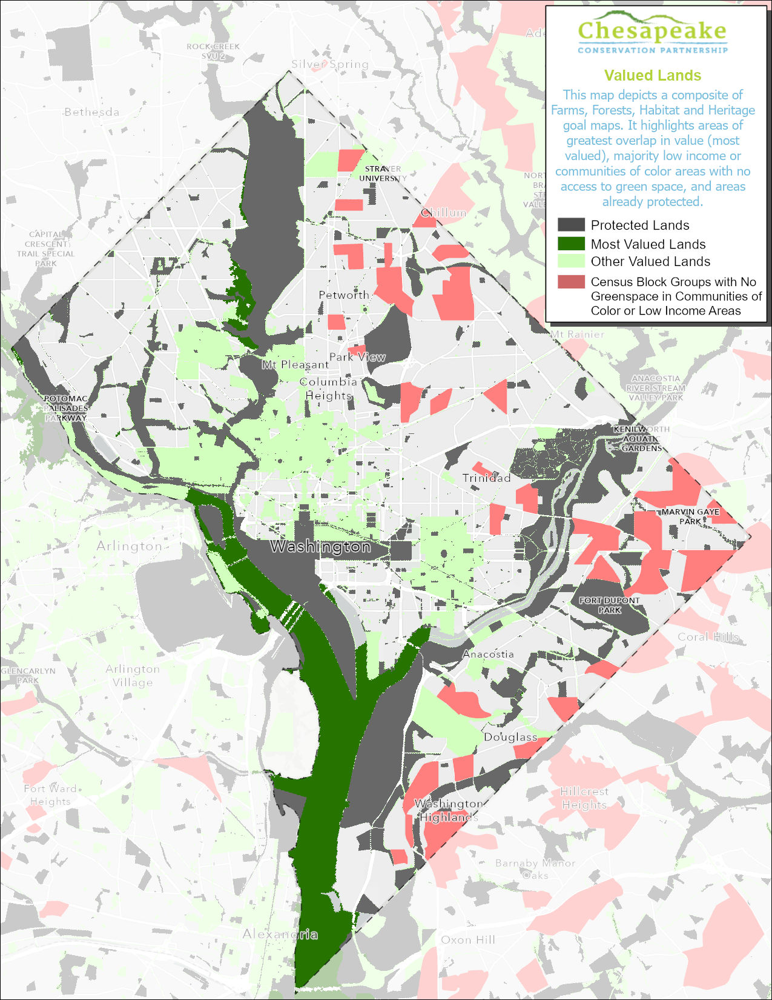 Chesapeake
CONSERVATION PARTNERSHIP
Valued Lands
This map depicts a composite of
Farms, Forests, Habitat and Heritage
goal maps. It highlights areas of
greatest overlap in value (most
valued), majority low income or
communities of color areas with no
access to green space, and areas
already protected.
Protected Lands
Most Valued Lands
Other Valued Lands
Census Block Groups with No
Greenspace in Communities of
Color or Low Income Areas
Ade
ROCK CREEK
SVU 2
Silver Spring
Bethesda
STRAYER
UNIVERSITY
NORT
BRA
STR
VALLE
Chillum
CAPITAL
CRESCENT
TRAIL SPECIAL
PARK
Petworth
Mt Rainier
Park View
Mt Pleasant
Columbia
Heights
ANACOSTIA
RIVER STREAM
VALLEY PARK
POTOMAC
PALISADES
PARKWAY
KENILWORTH
AQUATIC
GARDENS
Trinidad
MARVIN GAYE
PARK
Arlington
Washington
FORT DUPONT
PARK
Coral Hills
Anacostia
GLENCARLYN
PARK
Arlington
Village
Douglass
Fort Ward
Heights
Hillcrest
Heights
Washington
Highlands
Barnaby Manor
Oaks
Alexandria
Oxon Hill